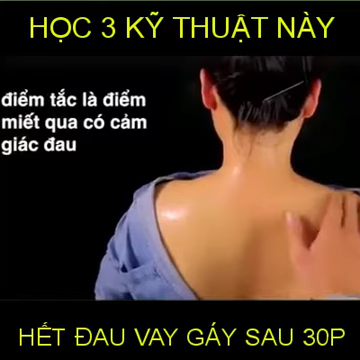 HỌC 3 KỸ THUẬT NÀY
điểm tắc là điểm
miết qua có cảm
giác đau
HẾT ĐAU VAY GÁY SAU 30P